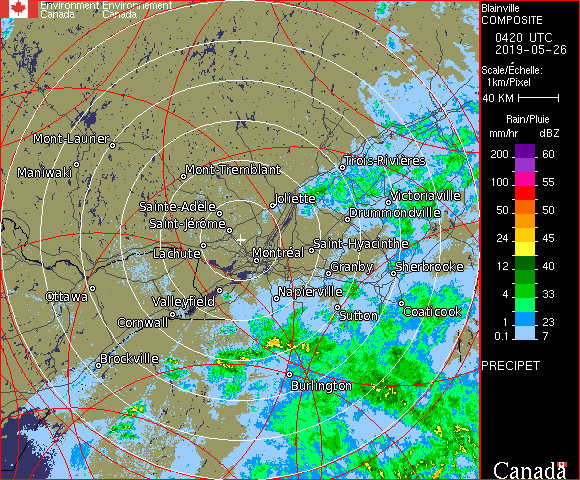 Environment Environnement
Canada Canada
Blainville
COMPOSITE
0420 UTC
2019-05-26
Scale/Échelle:
1km/Pixel
40 KM
Rain/Pluie
mm/hr dBZ
200 60
100 55
50 50
24 45
12 40
4 33
1 23
0.1 7
PRECIPET
Canada
Mont-Laurier
Maniwaki
Mont-Tremblant
Trois-Rivières
Joliette
Victoriaville
Sainte-Adèle
Drummondville
Saint-Jérôme
Lachute
Montréal
Saint-Hyacinthe
Granby
Sherbrooke
Ottawa
Valleyfield
Napierville
Cornwall
Sutton
Coaticook
Brockville
Burlington